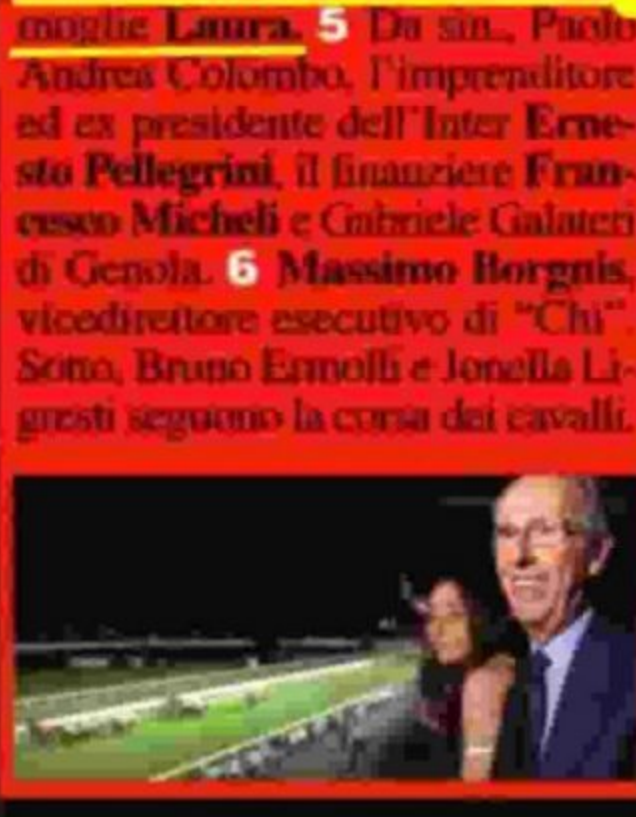 moglie Laura. 5 Da sin., Paolo
Andrea Colombo, l'imprenditore
ed ex presidente dell'Inter Erne-
sto Pellegrini, il finanziere Fran-
cesco Micheli e Gabriele Galateri
di Genola. 6 Massimo Borgnis,
vicedirettore esecutivo di "Chi".
Sotto, Bruno Ermolli e Jonella Li-
gresti seguono la corsa dei cavalli.